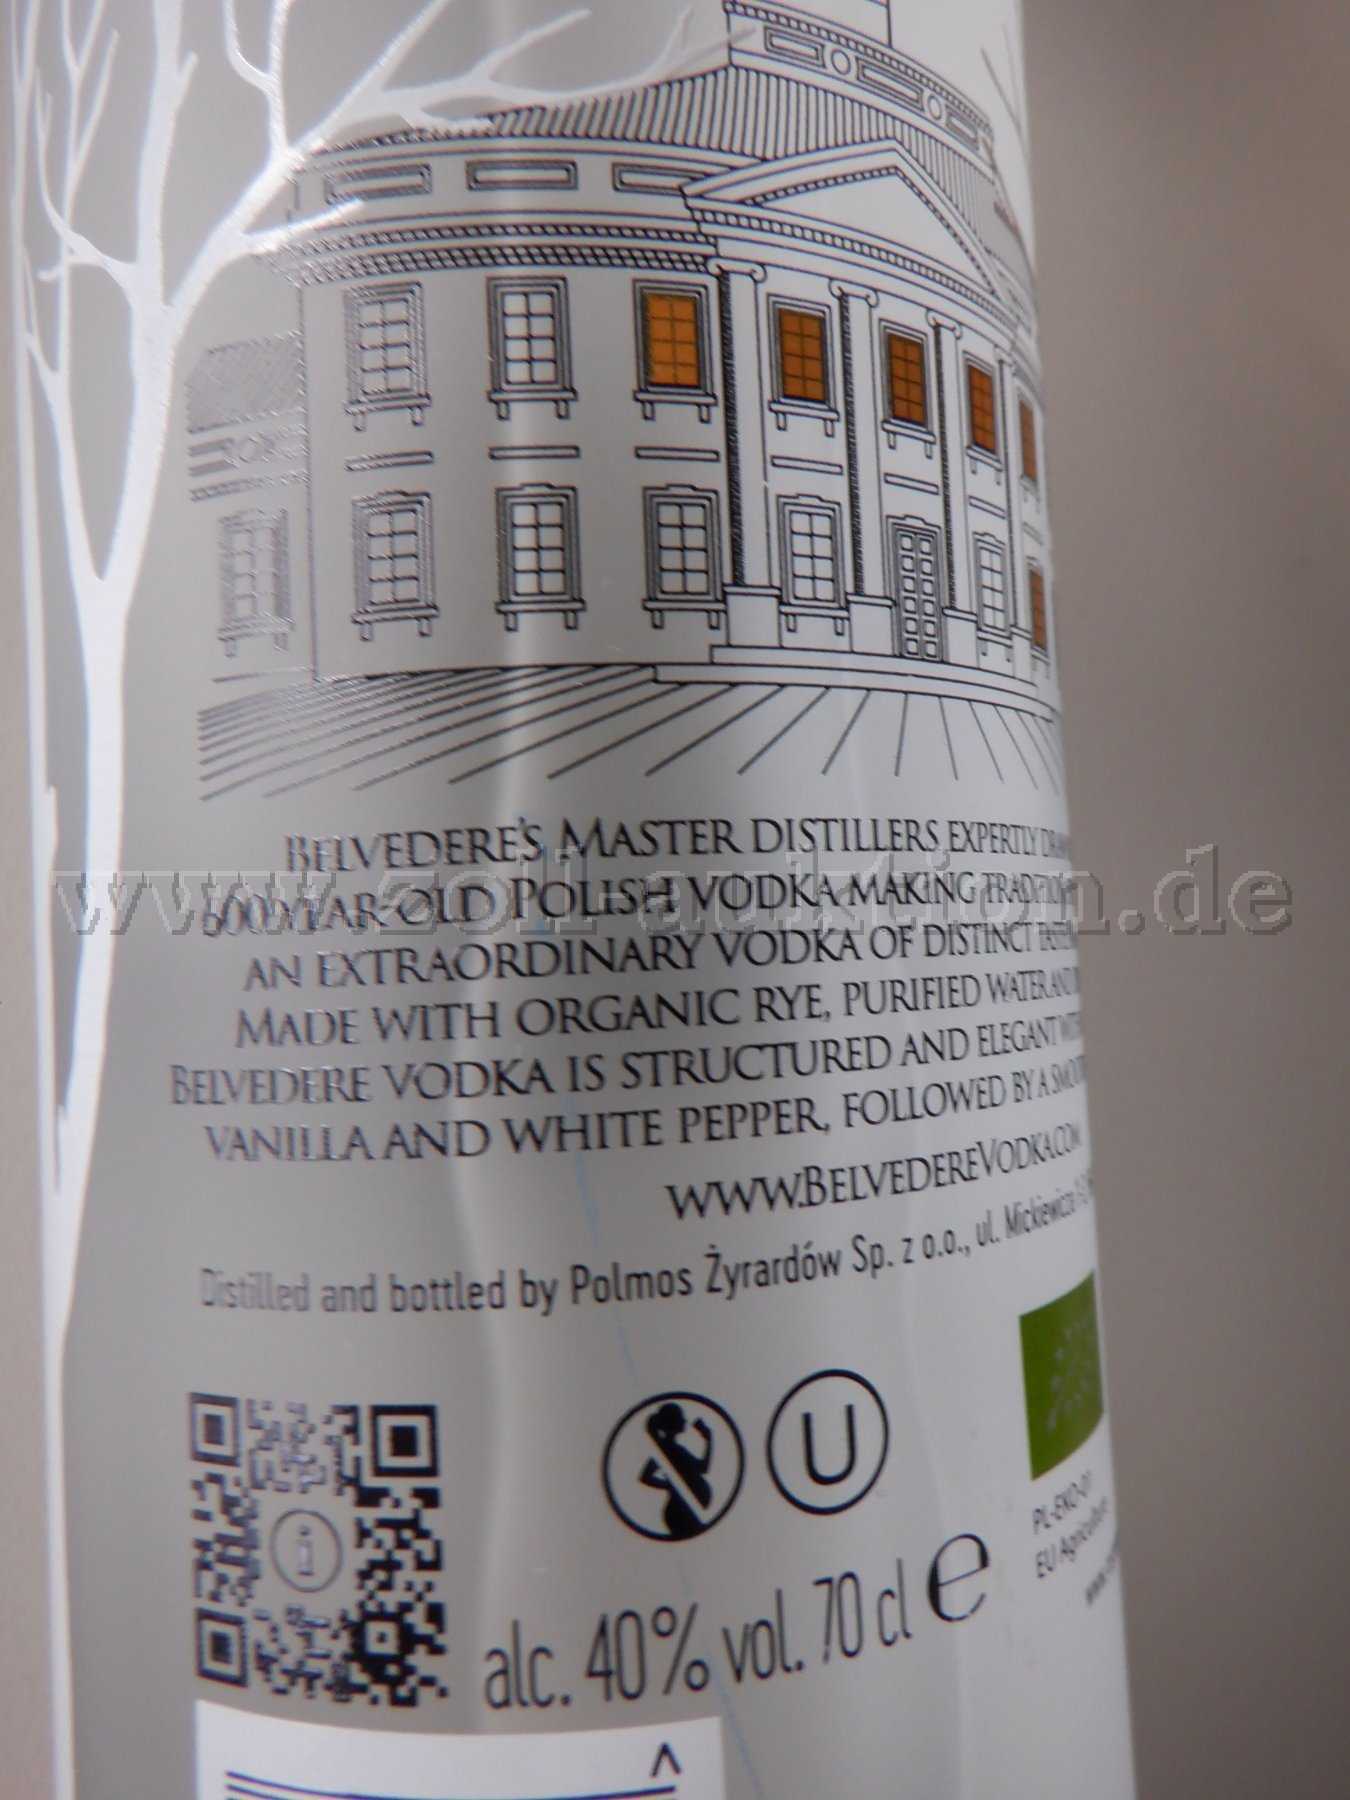 BELVEDERE'S MASTER DISTILLERS EXPERTLY
600 YEAR OLD POLISH VODKA-MAKING TRADITION
AN EXTRAORDINARY VODKA OF DISTINCT
MADE WITH ORGANIC RYE, PURIFIED WATER AND
BELVEDERE VODKA IS STRUCTURED AND ELEGANT
VANILLA AND WHITE PEPPER, FOLLOWED BY A
WWW.BELVEDEREVODKA.COM
Distilled and bottled by Polmos Żyrardów Sp. z o.o., ul. Mickiewicza
i
U
PL-EKO-01
EU Agriculture
alc. 40% vol. 70 cl e
www.zoll-auktion.de